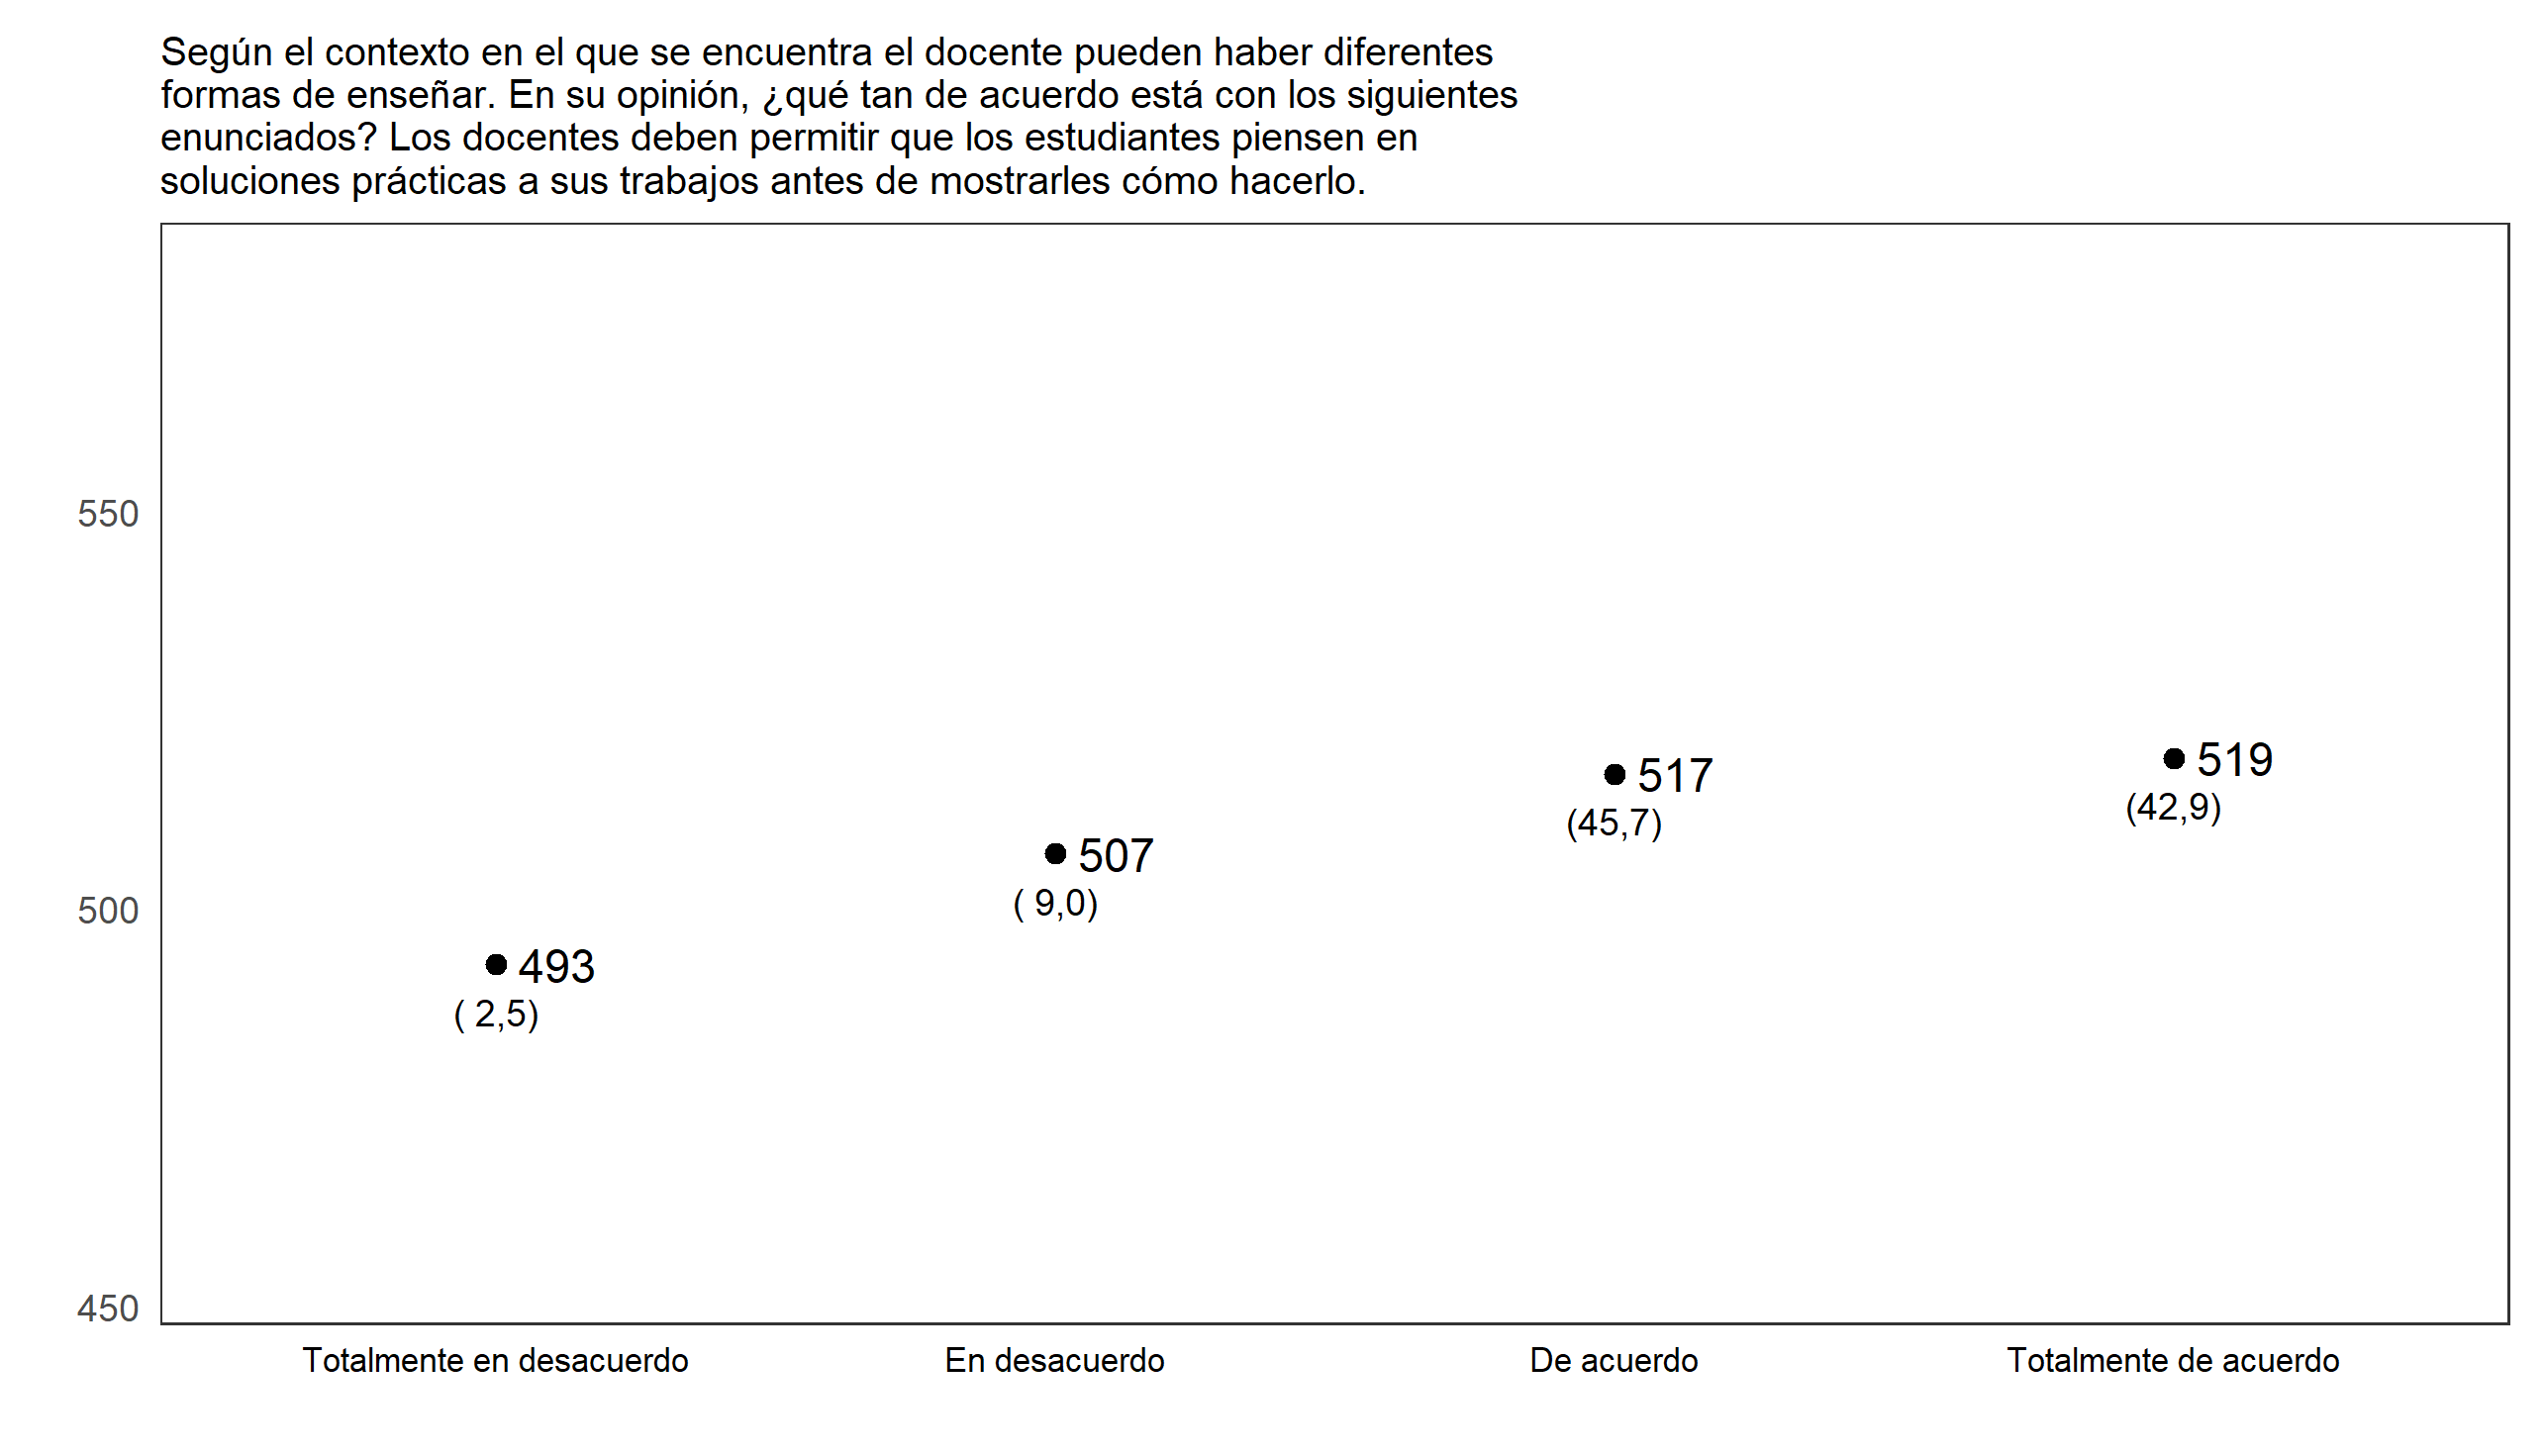 Según el contexto en el que se encuentra el docente pueden haber diferentes
formas de enseñar. En su opinión, ¿qué tan de acuerdo está con los siguientes
enunciados? Los docentes deben permitir que los estudiantes piensen en
soluciones prácticas a sus trabajos antes de mostrarles cómo hacerlo.
550
519
(42,9)
517
(45,7)
507
( 9,0)
500
493
( 2,5)
450
Totalmente en desacuerdo
En desacuerdo
De acuerdo
Totalmente de acuerdo